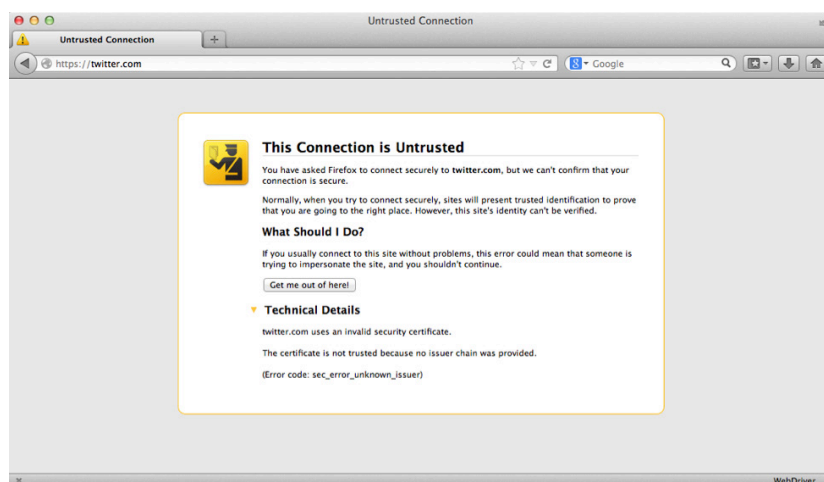 Untrusted Connection
Untrusted Connection
https://twitter.com
Google
This Connection is Untrusted
You have asked Firefox to connect securely to twitter.com, but we can't confirm that your
connection is secure.
Normally, when you try to connect securely, sites will present trusted identification to prove
that you are going to the right place. However, this site's identity can't be verified.
What Should I Do?
If you usually connect to this site without problems, this error could mean that someone is
trying to impersonate the site, and you shouldn't continue.
Get me out of here!
Technical Details
twitter.com uses an invalid security certificate.
The certificate is not trusted because no issuer chain was provided.
(Error code: sec_error_unknown_issuer)
WebDriver